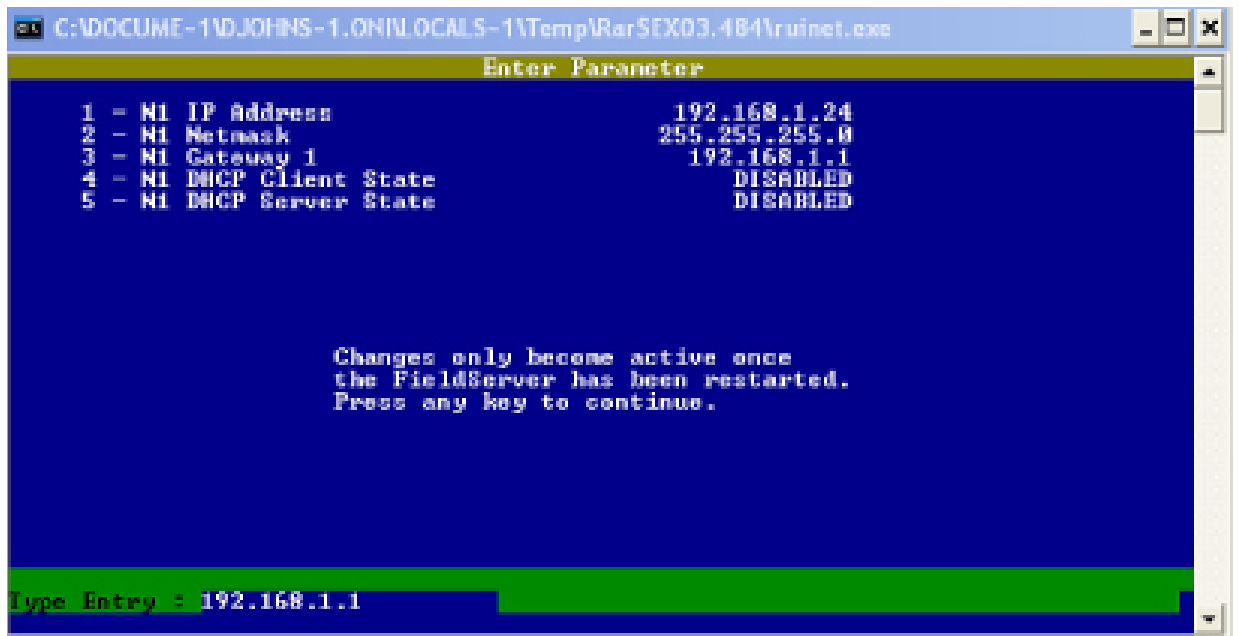 C:\DOCUME~1\DJOHNS~1.ONI\LOCALS~1\Temp\Rar$EX03.484\ruinet.exe
Enter Parameter
1 - N1 IP Address 192.168.1.24
2 - N1 Netmask 255.255.255.0
3 - N1 Gateway 1 192.168.1.1
4 - N1 DHCP Client State DISABLED
5 - N1 DHCP Server State DISABLED
Changes only become active once
the FieldServer has been restarted.
Press any key to continue.
Type Entry : 192.168.1.1